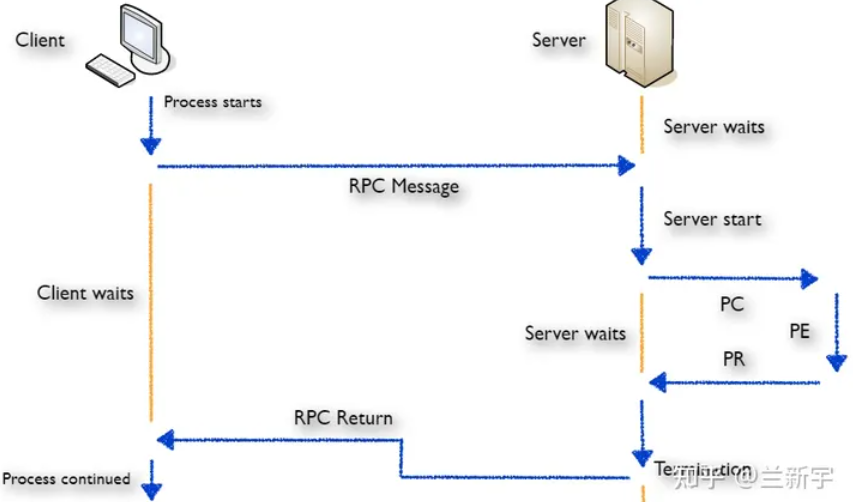 Client
Server
Process starts
Server waits
RPC Message
Server start
Client waits
PC
Server waits
PE
PR
RPC Return
Process continued
Termination
知乎 @兰新宇